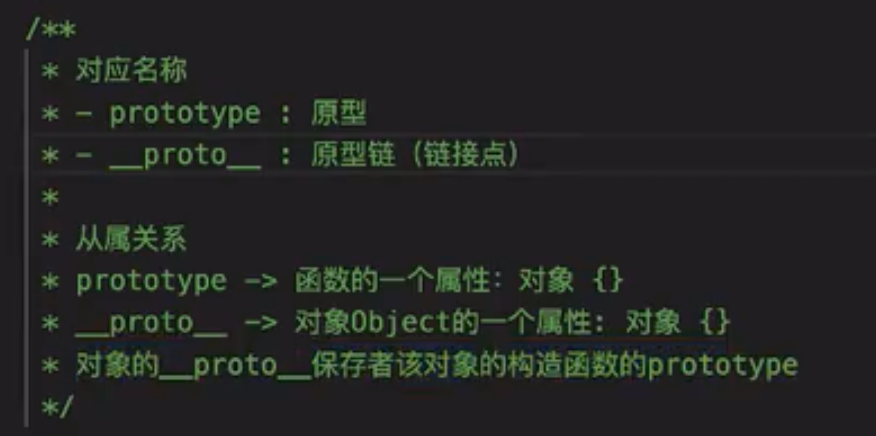 /**
* 对应名称
* - prototype : 原型
* - __proto__ : 原型链（链接点）
*
* 从属关系
* prototype -> 函数的一个属性：对象 {}
* __proto__ -> 对象Object的一个属性：对象 {}
* 对象的__proto__保存者该对象的构造函数的prototype
*/